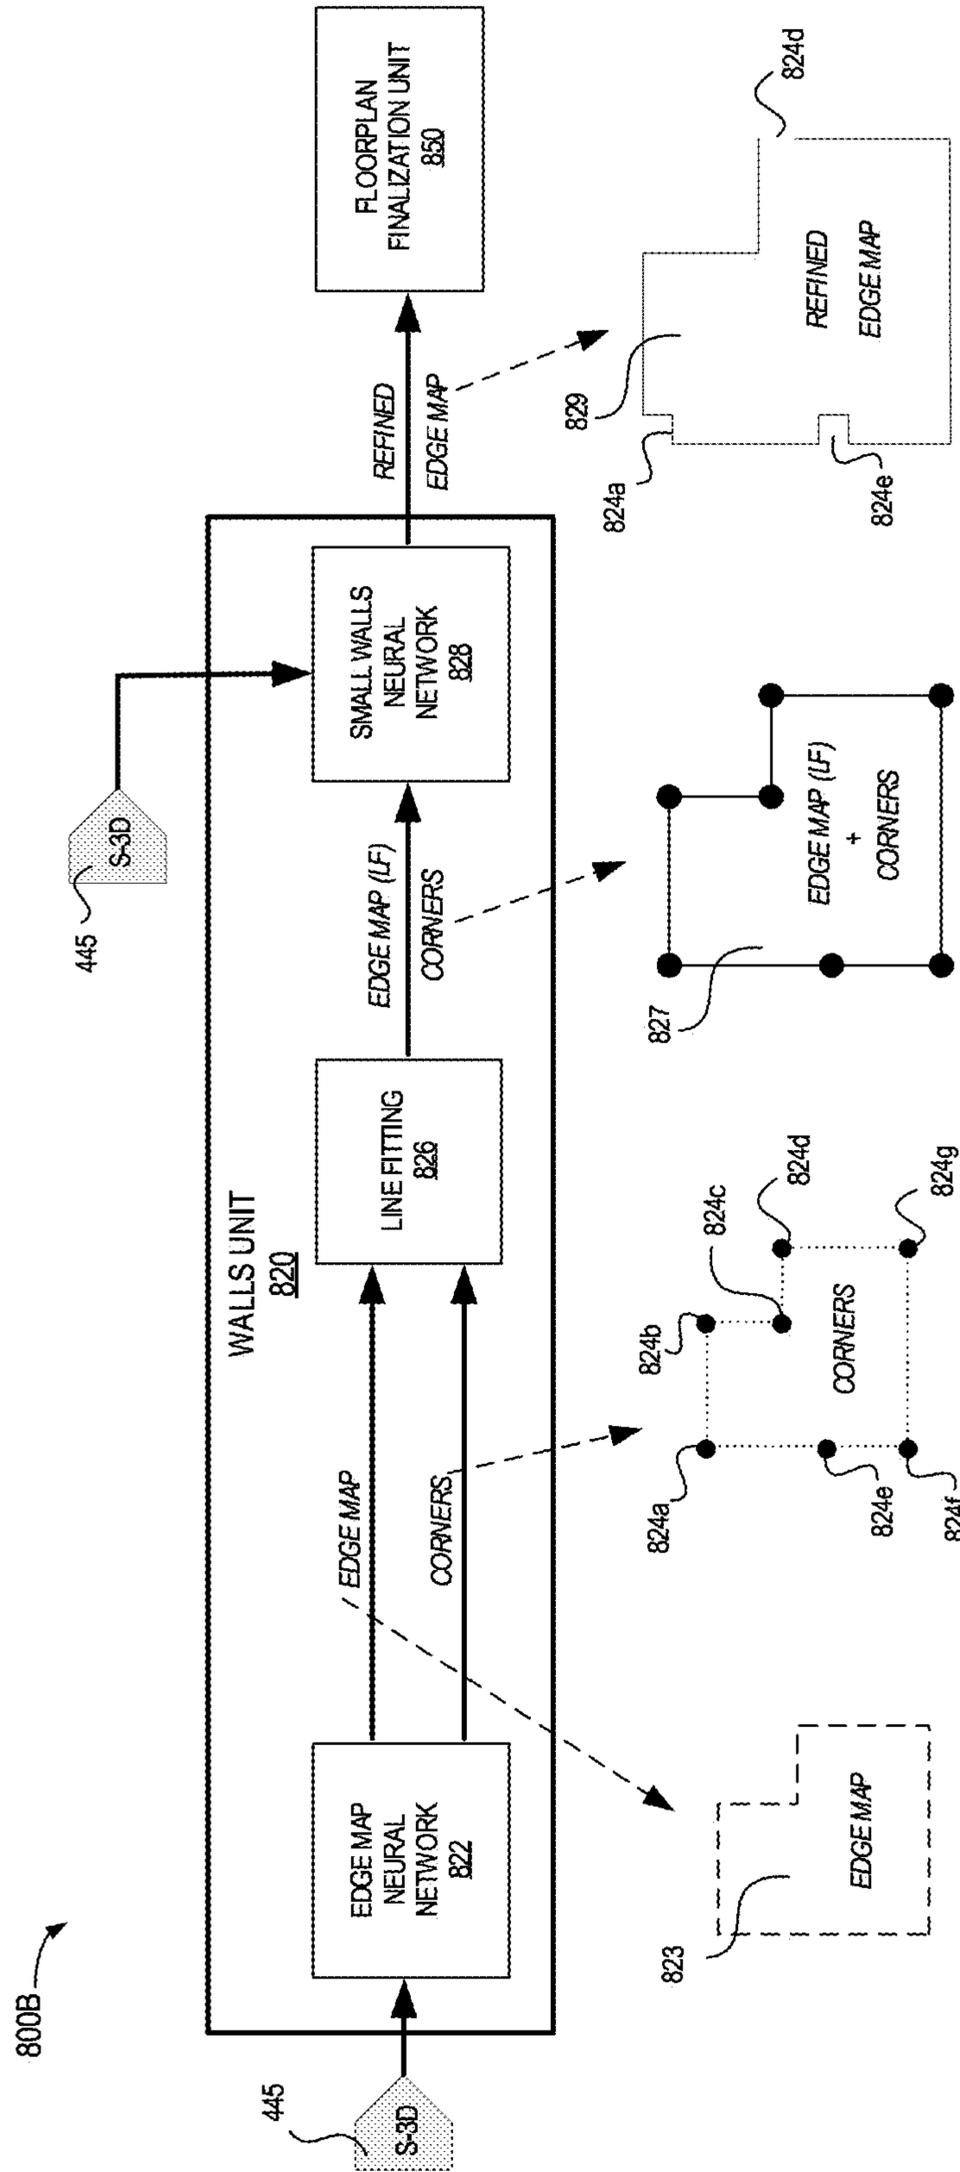 800B
445
S-3D
WALLS UNIT
820
EDGE MAP
NEURAL
NETWORK
822
EDGE MAP
CORNERS
LINE FITTING
826
EDGE MAP (LF)
CORNERS
445
S-3D
SMALL WALLS
NEURAL
NETWORK
828
REFINED
EDGE MAP
FLOORPLAN
FINALIZATION UNIT
850
823
EDGE MAP
824a
824b
824c
824d
824e
824f
824g
CORNERS
827
EDGE MAP (LF)
+
CORNERS
829
824a
824e
824d
REFINED
EDGE MAP